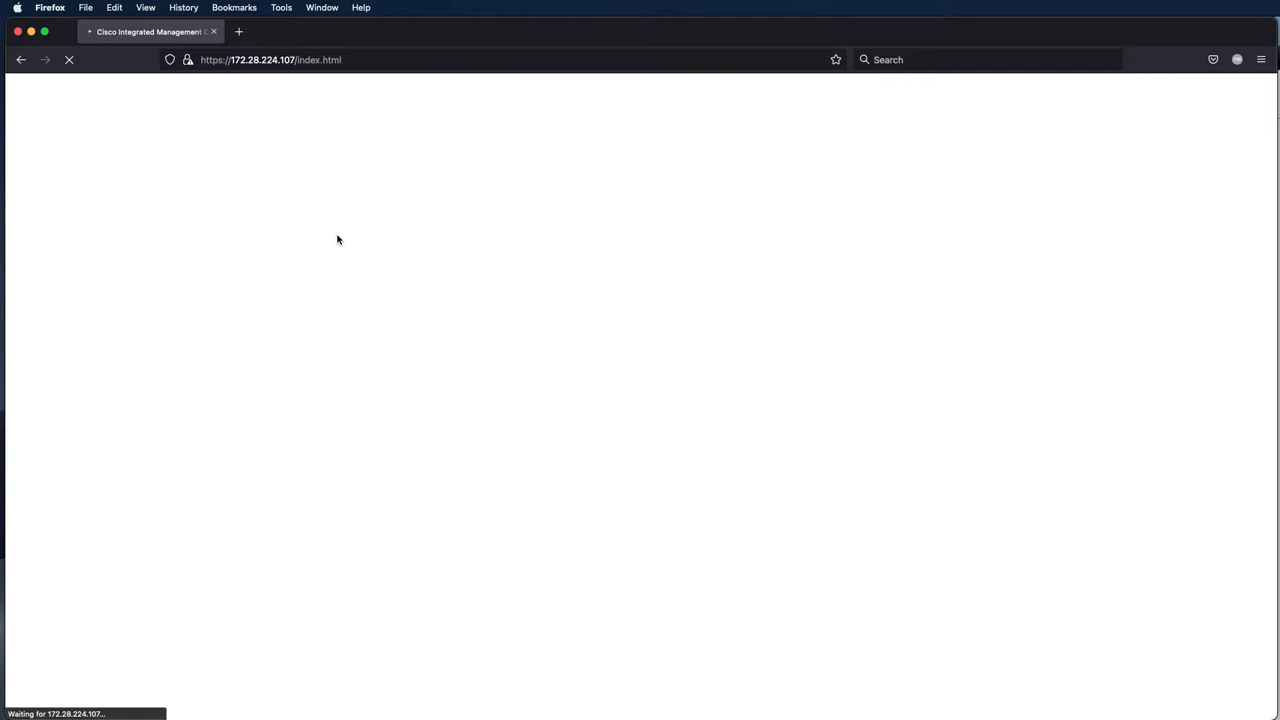 Firefox File Edit View History Bookmarks Tools Window Help
Cisco Integrated Management C
https://172.28.224.107/index.html
Search
Waiting for 172.28.224.107...